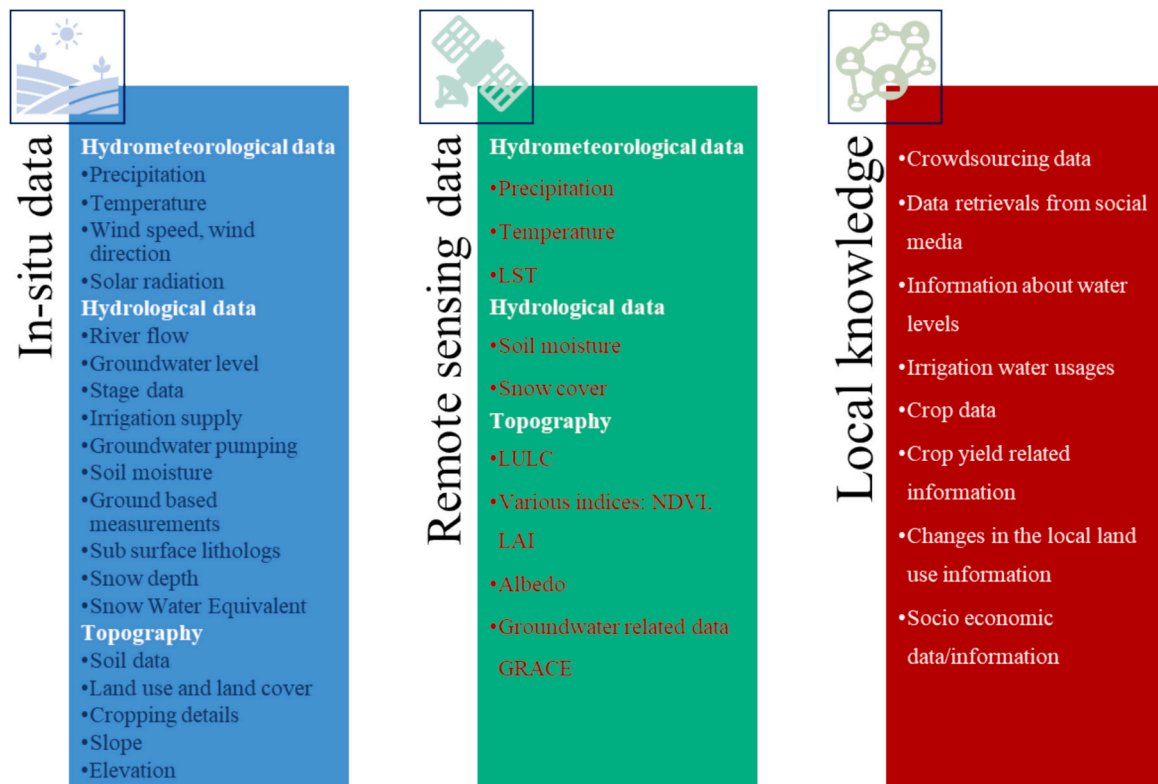 In-situ data
Hydrometeorological data
•Precipitation
•Temperature
•Wind speed, wind
direction
•Solar radiation
Hydrological data
•River flow
•Groundwater level
•Stage data
•Irrigation supply
•Groundwater pumping
•Soil moisture
•Ground based
measurements
•Sub surface lithologs
•Snow depth
•Snow Water Equivalent
Topography
•Soil data
•Land use and land cover
•Cropping details
•Slope
•Elevation
Remote sensing data
Hydrometeorological data
•Precipitation
•Temperature
•LST
Hydrological data
•Soil moisture
•Snow cover
Topography
•LULC
•Various indices: NDVI,
LAI
•Albedo
•Groundwater related data
GRACE
Local knowledge
•Crowdsourcing data
•Data retrievals from social
media
•Information about water
levels
•Irrigation water usages
•Crop data
•Crop yield related
information
•Changes in the local land
use information
•Socio economic
data/information